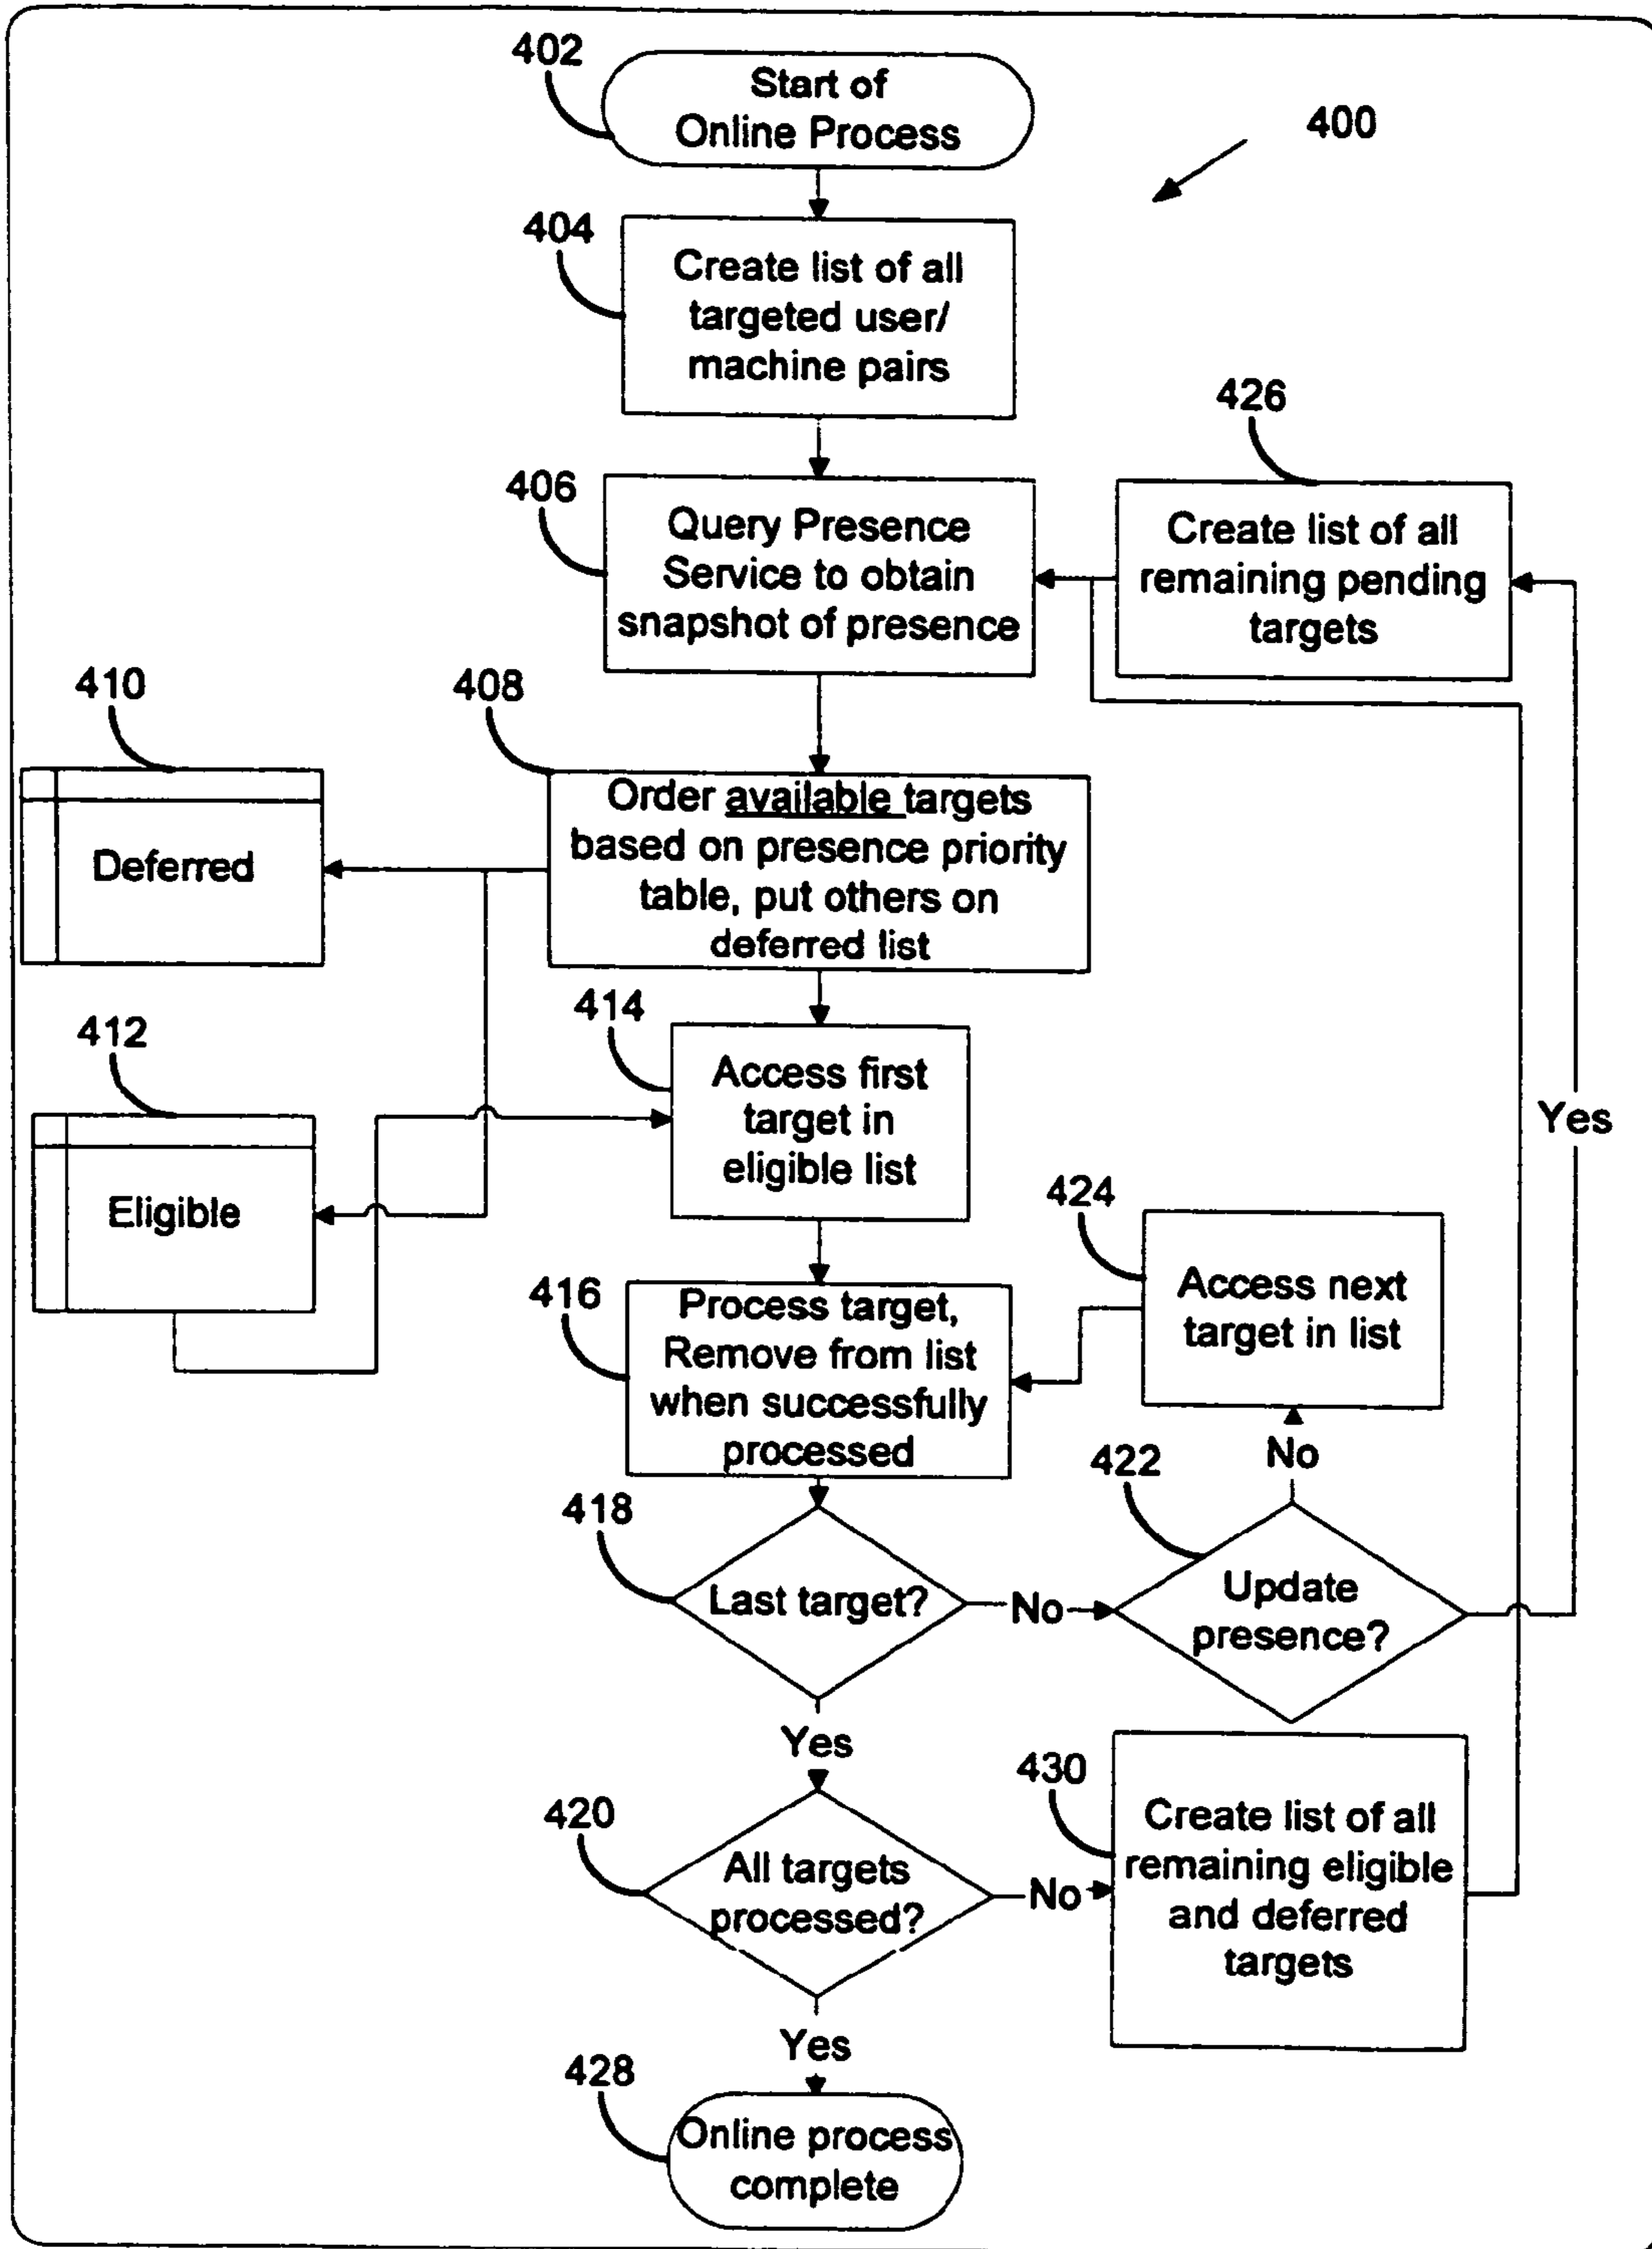 402
Start of
Online Process
400
404
Create list of all
targeted user/
machine pairs
426
406
Query Presence
Service to obtain
snapshot of presence
Create list of all
remaining pending
targets
410
408
Deferred
Order available targets
based on presence priority
table, put others on
deferred list
414
412
Access first
target in
eligible list
Yes
Eligible
424
Access next
target in list
416
Process target,
Remove from list
when successfully
processed
No
422
418
Last target?
No
Update
presence?
Yes
430
420
All targets
processed?
No
Create list of all
remaining eligible
and deferred
targets
Yes
428
Online process
complete